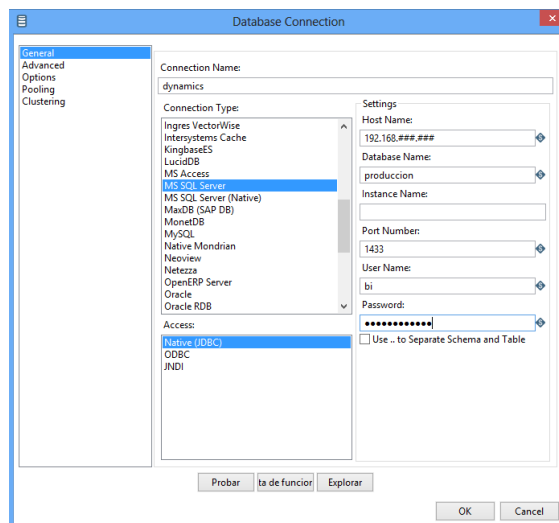 Database Connection
General
Advanced
Options
Pooling
Clustering
Connection Name:
dynamics
Connection Type:
Ingres VectorWise
Intersystems Cache
KingbaseES
LucidDB
MS Access
MS SQL Server
MS SQL Server (Native)
MaxDB (SAP DB)
MonetDB
MySQL
Native Mondrian
Neoview
Netezza
OpenERP Server
Oracle
Oracle RDB
Access:
Native (JDBC)
ODBC
JNDI
Settings
Host Name:
192.168.###.###
Database Name:
produccion
Instance Name:
Port Number:
1433
User Name:
bi
Password:
●●●●●●●●●●●●
Use .. to Separate Schema and Table
Probar
ta de funcior
Explorar
OK
Cancel